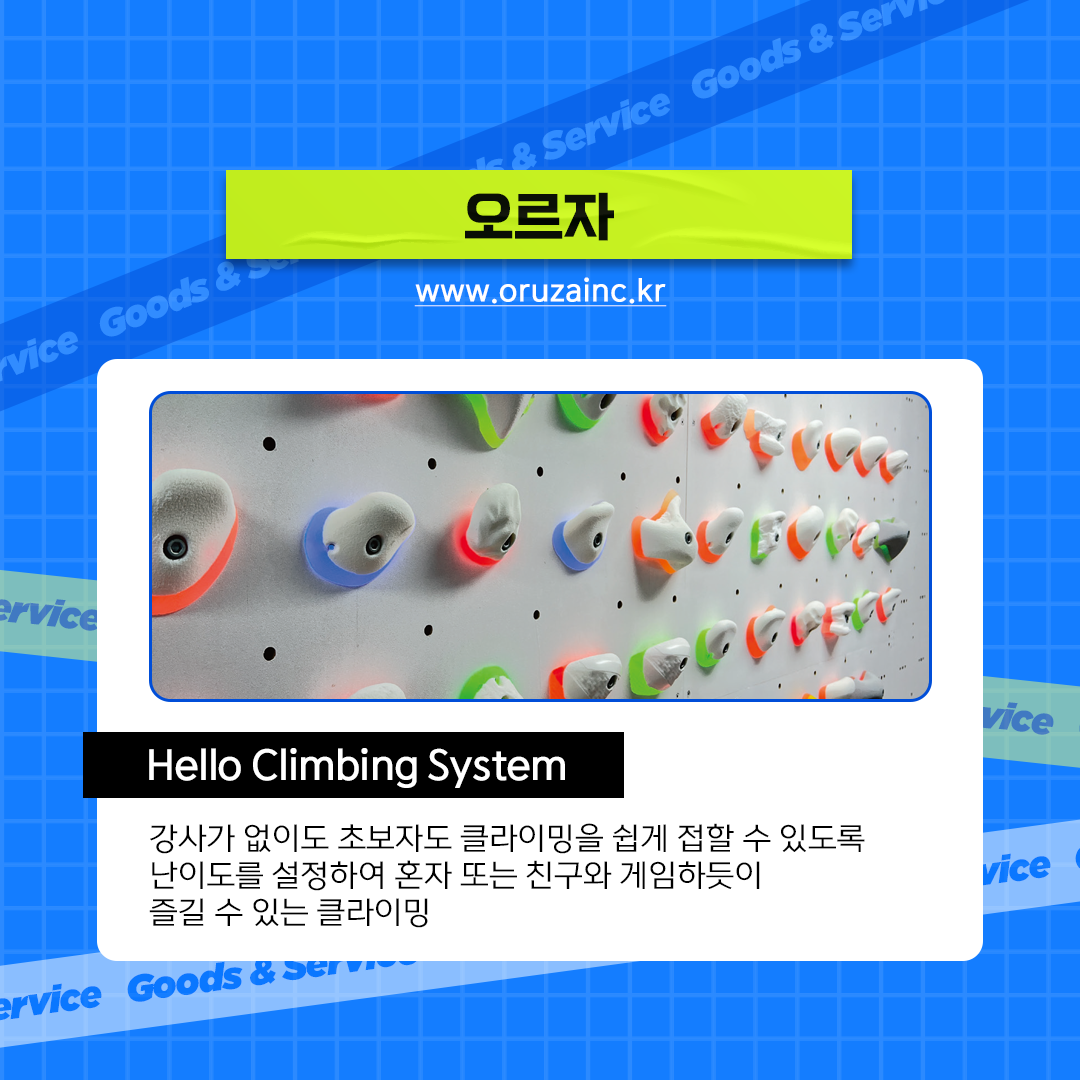 Goods & Service
Goods & Service
오르자
www.oruzainc.kr
Goods &
Hello Climbing System
강사가 없이도 초보자도 클라이밍을 쉽게 접할 수 있도록
난이도를 설정하여 혼자 또는 친구와 게임하듯이
즐길 수 있는 클라이밍
Goods & Service